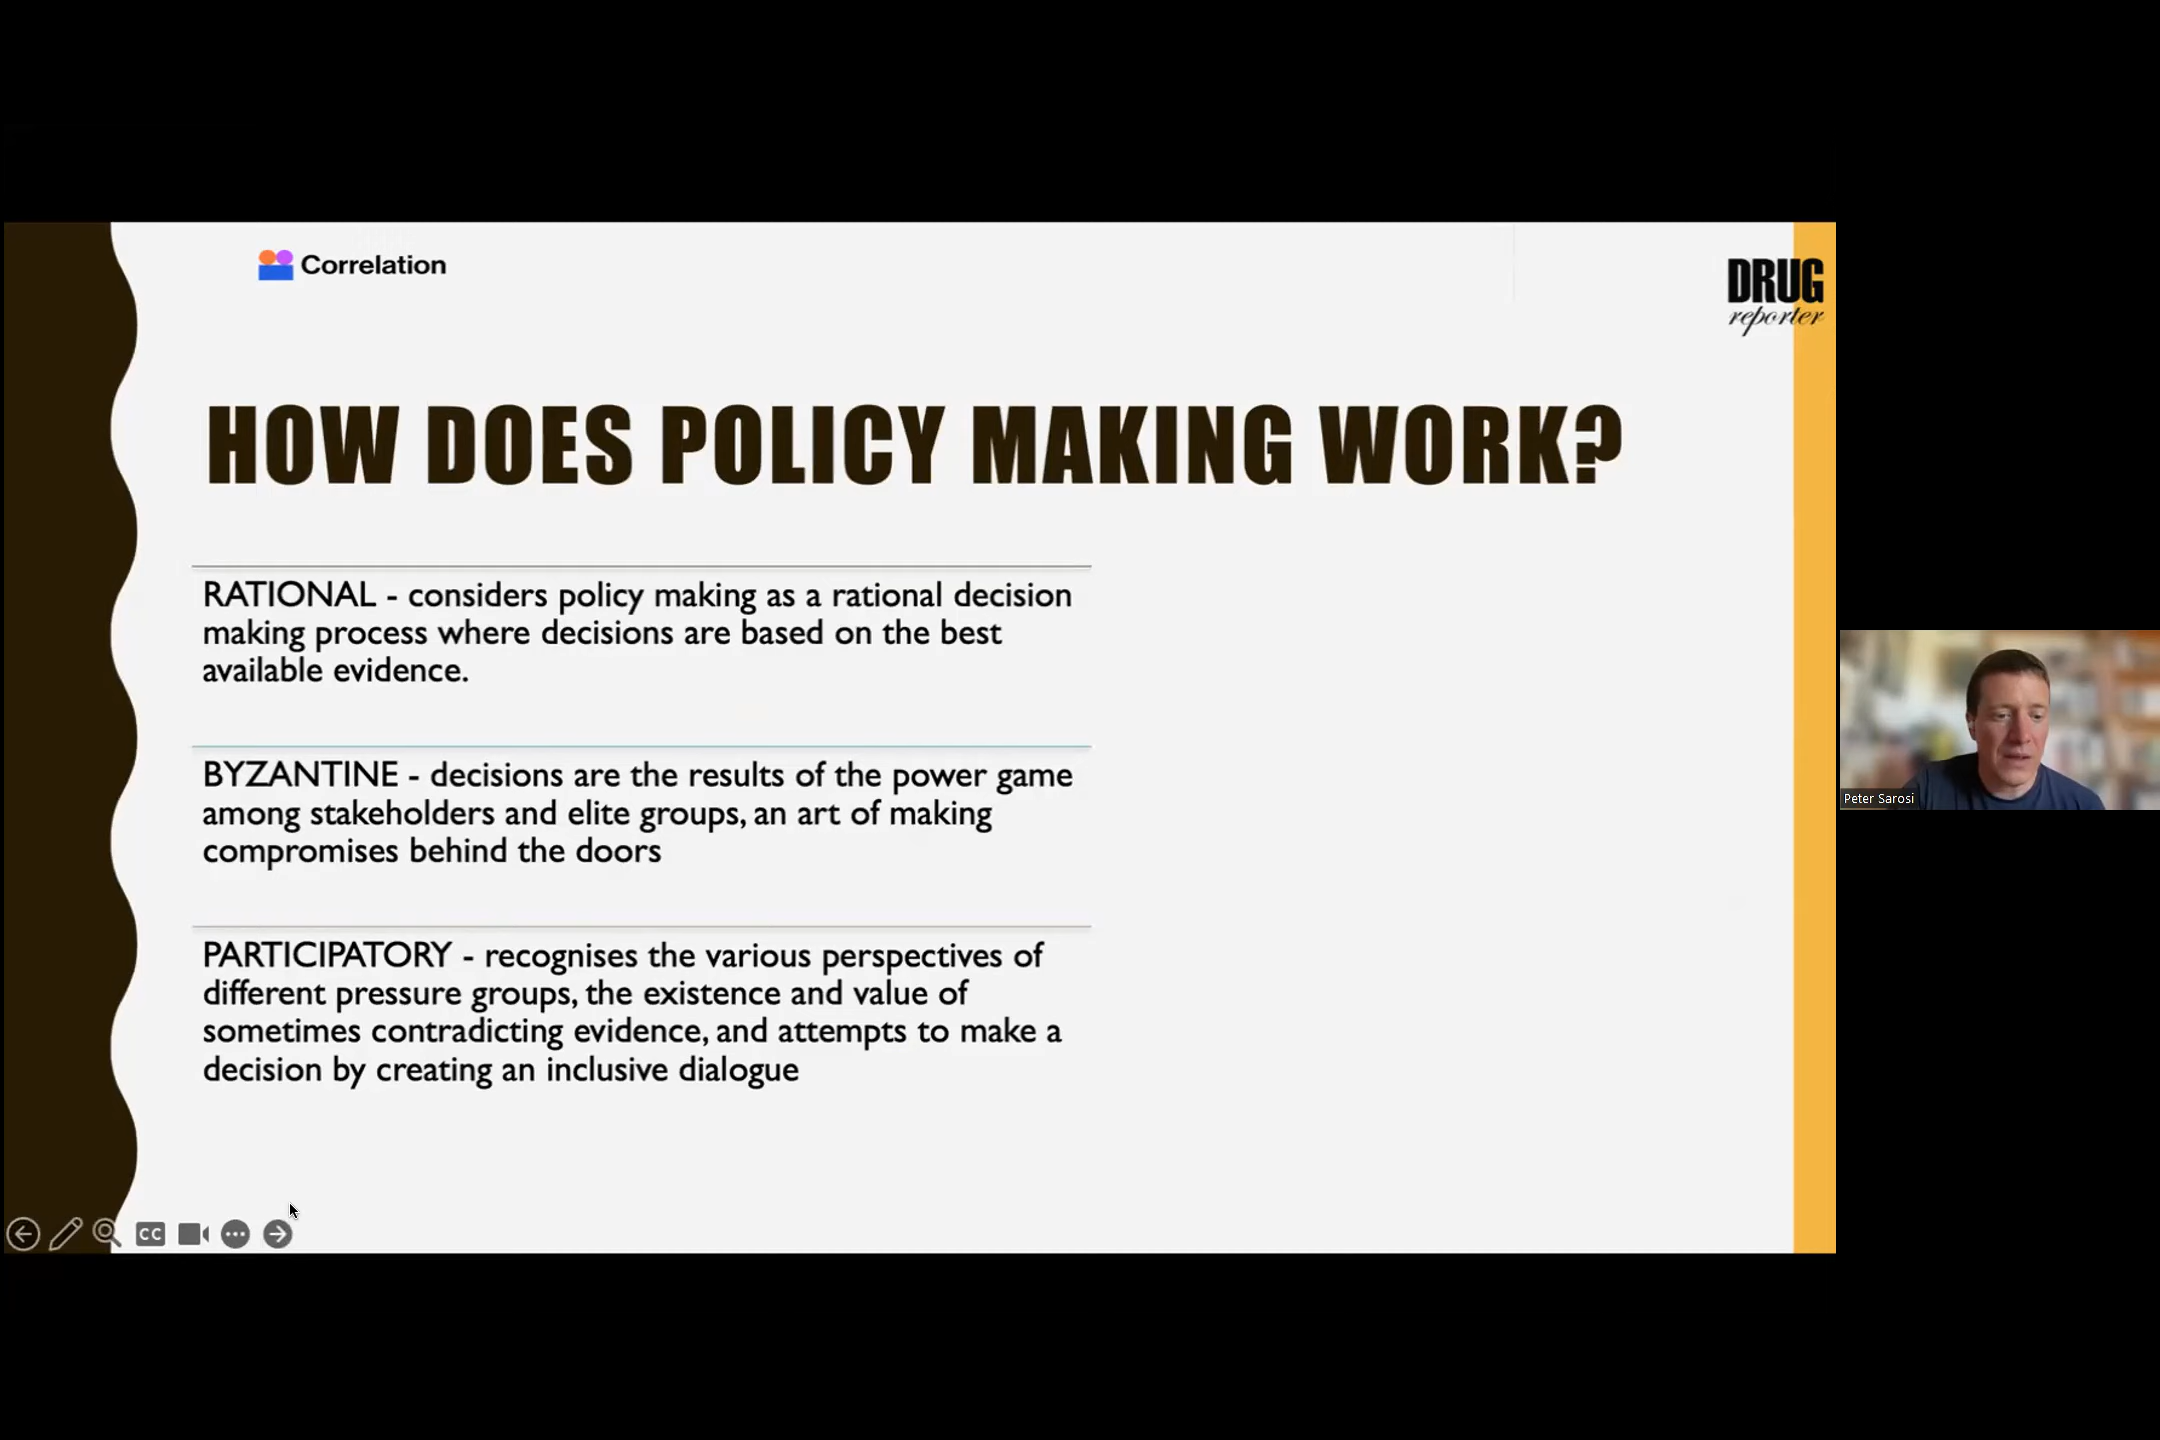 Correlation
DRUG
reporter
HOW DOES POLICY MAKING WORK?
RATIONAL - considers policy making as a rational decision
making process where decisions are based on the best
available evidence.
BYZANTINE - decisions are the results of the power game
among stakeholders and elite groups, an art of making
compromises behind the doors
PARTICIPATORY - recognises the various perspectives of
different pressure groups, the existence and value of
sometimes contradicting evidence, and attempts to make a
decision by creating an inclusive dialogue
CC
Peter Sarosi